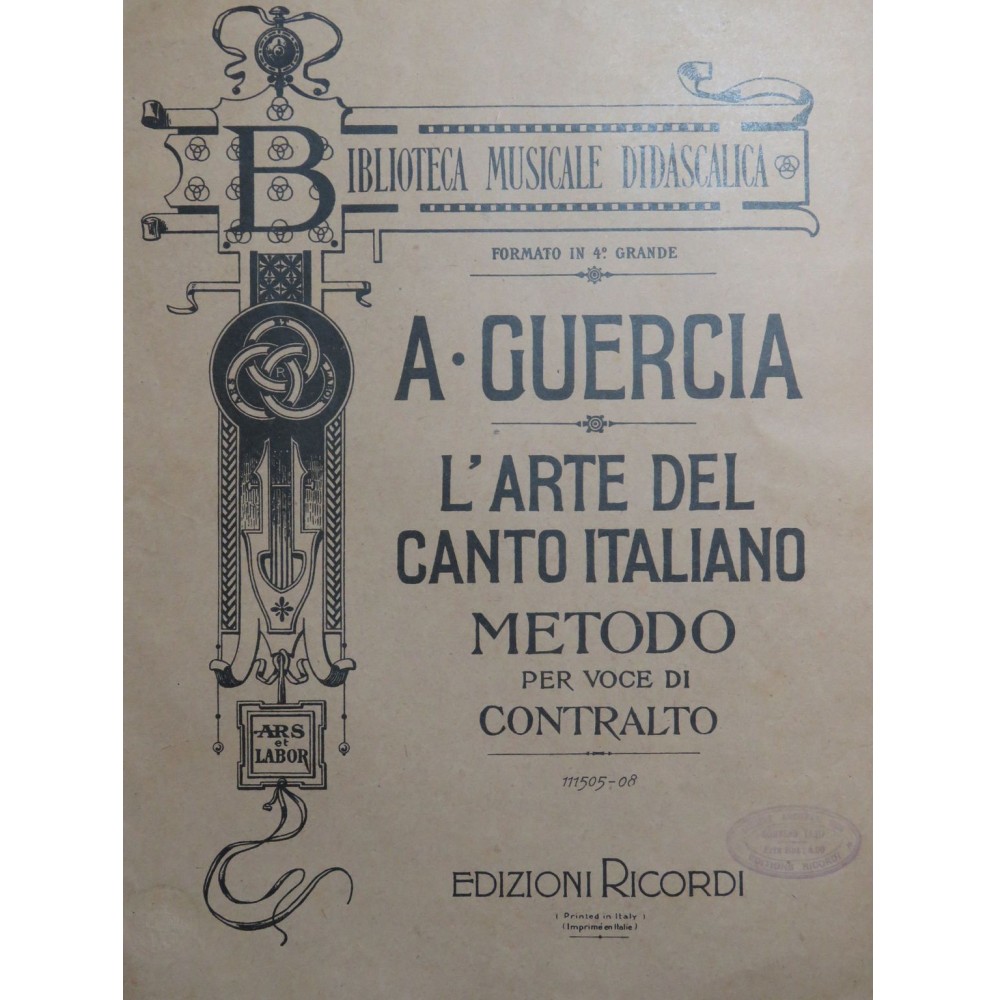 BIBLIOTECA MUSICALE DIDASCALICA
FORMATO IN 4º. GRANDE
A. GUERCIA
L'ARTE DEL
CANTO ITALIANO
METODO
PER VOCE DI
CONTRALTO
111505-08
ARS
et
LABOR
R
EDIZIONI RICORDI
(Printed in Italy)
(Imprimé en Italie)